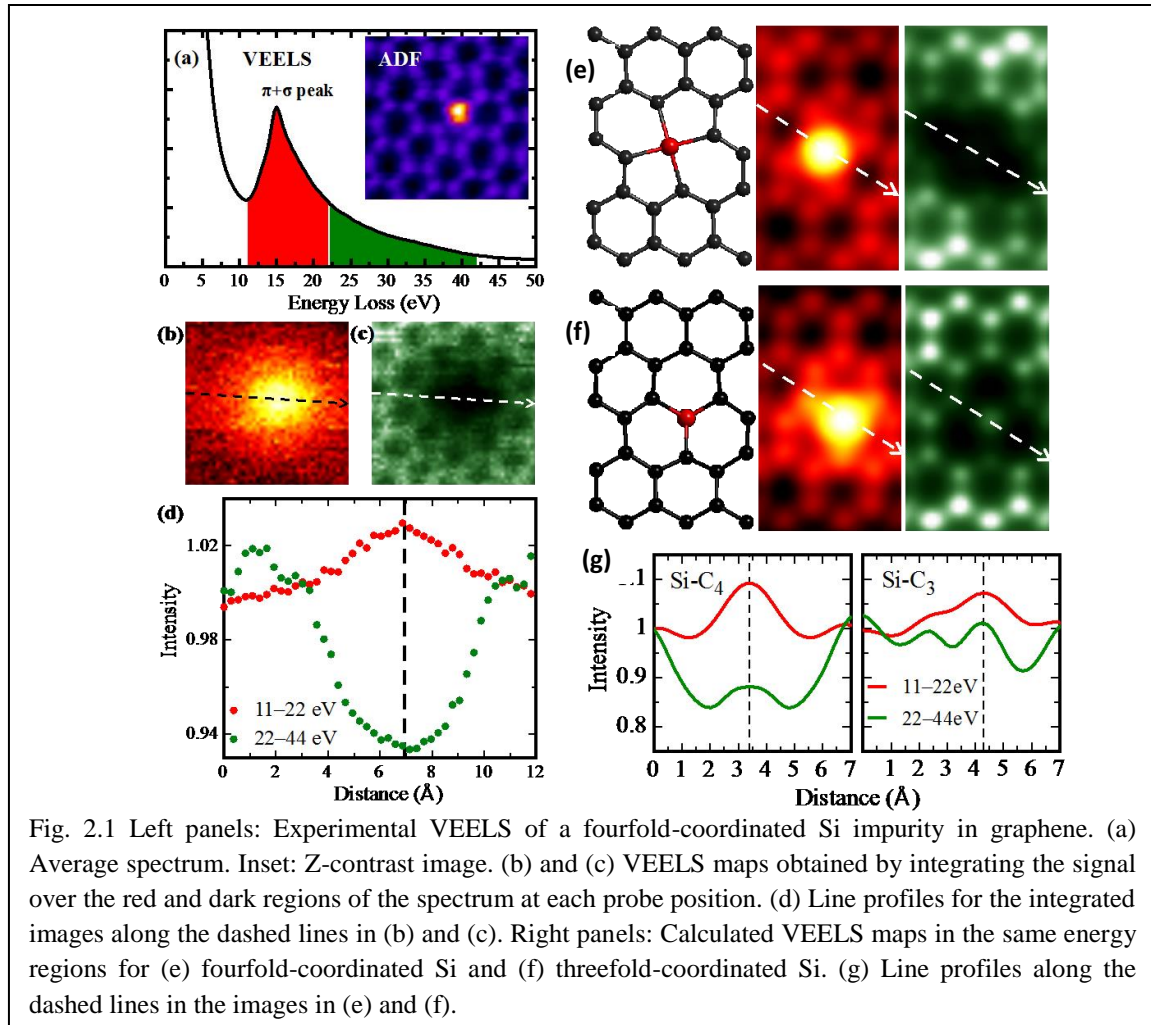 (a)
VEELS
ADF
π+σ peak
0 5 10 15 20 25 30 35 40 45 50
Energy Loss (eV)
(b)
(c)
(d)
1.02
0.98
0.94
Intensity
11–22 eV
22–44 eV
0 2 4 6 8 10 12
Distance (Å)
(e)
(f)
(g)
Si-C4
Si-C3
1
0.9
0.8
Intensity
11–22eV
22–44eV
0 1 2 3 4 5 6 7
1 2 3 4 5 6 7
Distance (Å)
Fig. 2.1 Left panels: Experimental VEELS of a fourfold-coordinated Si impurity in graphene. (a)
Average spectrum. Inset: Z-contrast image. (b) and (c) VEELS maps obtained by integrating the signal
over the red and dark regions of the spectrum at each probe position. (d) Line profiles for the integrated
images along the dashed lines in (b) and (c). Right panels: Calculated VEELS maps in the same energy
regions for (e) fourfold-coordinated Si and (f) threefold-coordinated Si. (g) Line profiles along the
dashed lines in the images in (e) and (f).